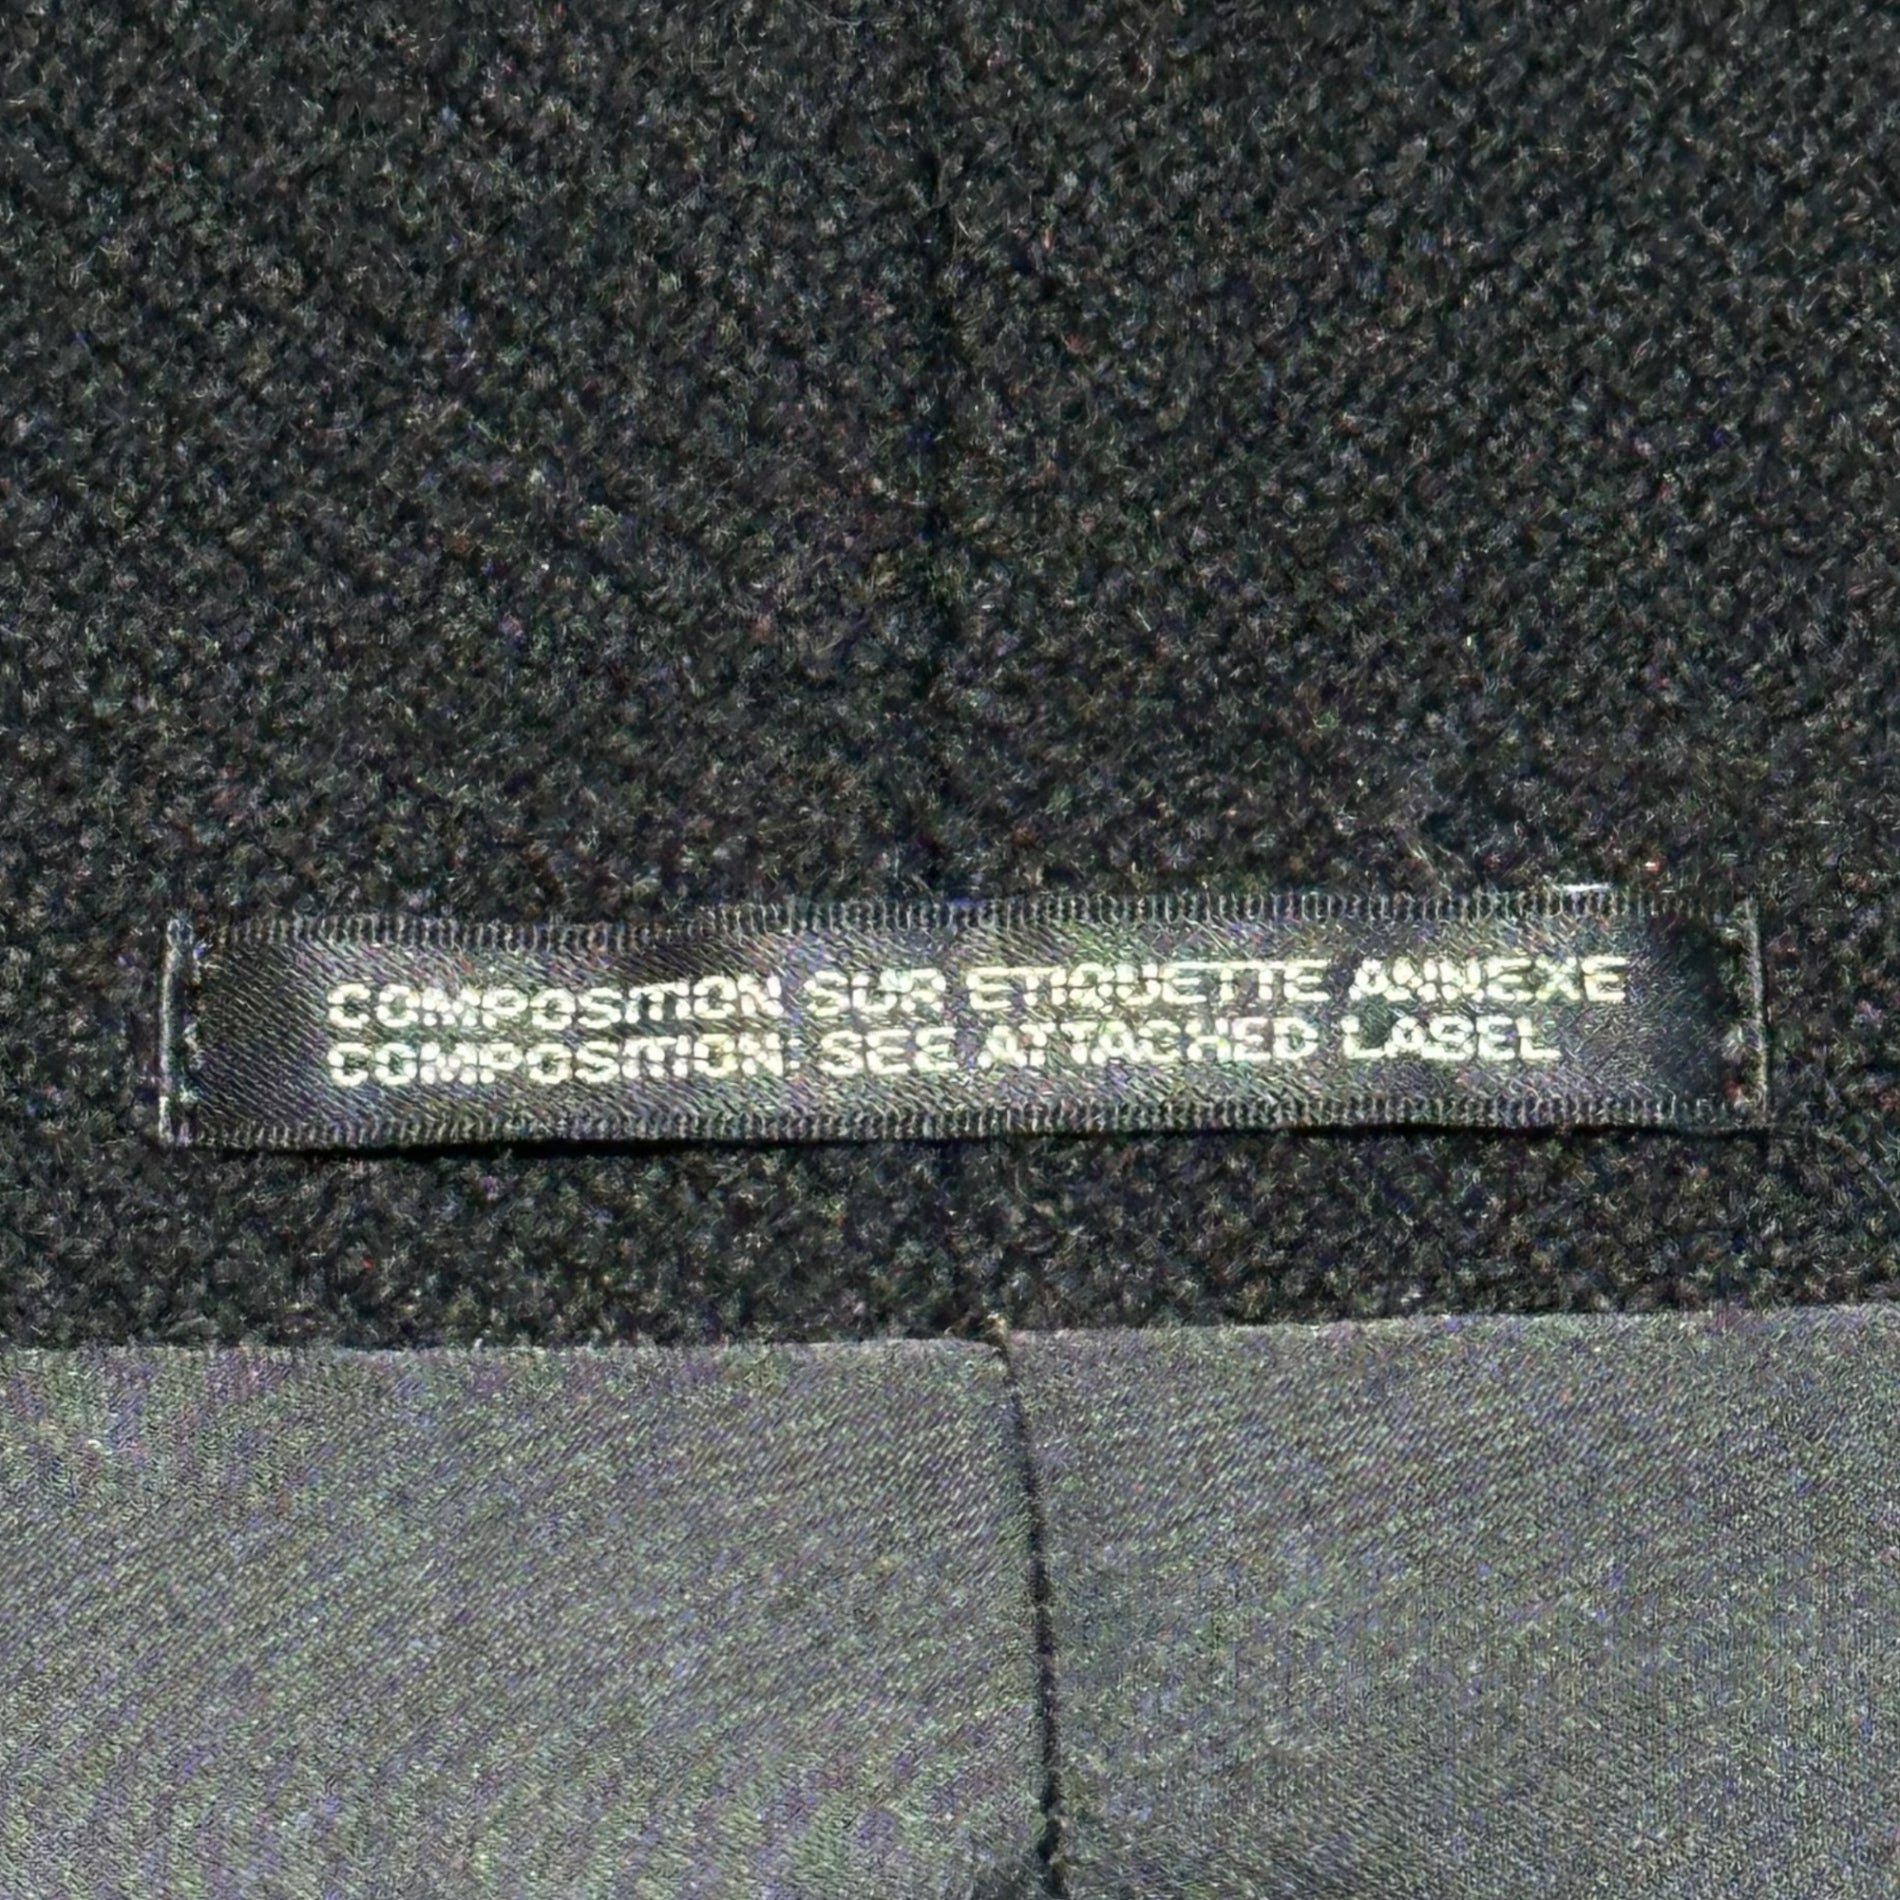 COMPOSITION SUR ETIQUETTE ANNEXE
COMPOSITION: SEE ATTACHED LABEL